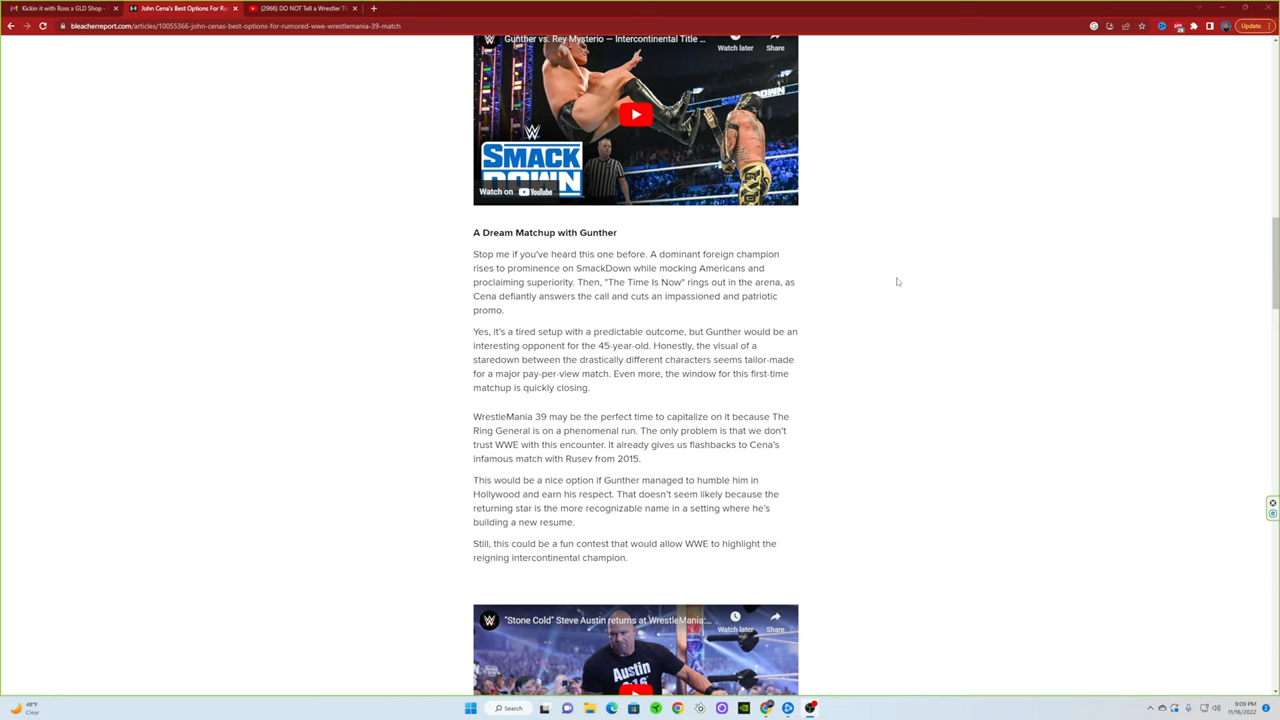 Kickin it with Ross x GLD Shop -
John Cena's Best Options For Ru
(2966) DO NOT Tell a Wrestler Th
bleacherreport.com/articles/10055366-john-cenas-best-options-for-rumored-wwe-wrestlemania-39-match
28
Update
Gunther vs. Rey Mysterio — Intercontinental Title ...
Watch later
Share
SMACKDOWN
W
SMACK
DOWN
Watch on YouTube
A Dream Matchup with Gunther
Stop me if you've heard this one before. A dominant foreign champion
rises to prominence on SmackDown while mocking Americans and
proclaiming superiority. Then, "The Time Is Now" rings out in the arena, as
Cena defiantly answers the call and cuts an impassioned and patriotic
promo.
Yes, it's a tired setup with a predictable outcome, but Gunther would be an
interesting opponent for the 45-year-old. Honestly, the visual of a
staredown between the drastically different characters seems tailor-made
for a major pay-per-view match. Even more, the window for this first-time
matchup is quickly closing.
WrestleMania 39 may be the perfect time to capitalize on it because The
Ring General is on a phenomenal run. The only problem is that we don't
trust WWE with this encounter. It already gives us flashbacks to Cena's
infamous match with Rusev from 2015.
This would be a nice option if Gunther managed to humble him in
Hollywood and earn his respect. That doesn't seem likely because the
returning star is the more recognizable name in a setting where he's
building a new resume.
Still, this could be a fun contest that would allow WWE to highlight the
reigning intercontinental champion.
"Stone Cold" Steve Austin returns at WrestleMania:...
Watch later
Share
Austin
3:16
48°F
Clear
Search
9:09 PM
11/16/2022
2